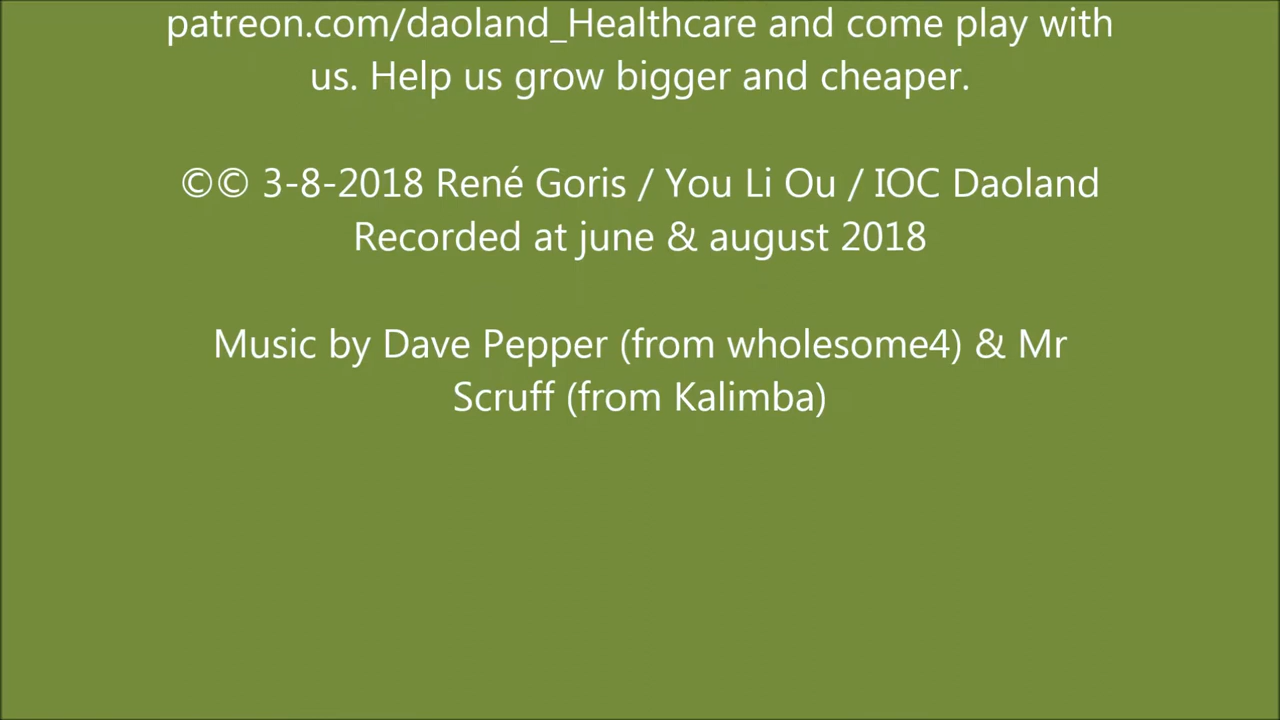 patreon.com/daoland_Healthcare and come play with
us. Help us grow bigger and cheaper.
©© 3-8-2018 René Goris / You Li Ou / IOC Daoland
Recorded at june & august 2018
Music by Dave Pepper (from wholesome4) & Mr
Scruff (from Kalimba)